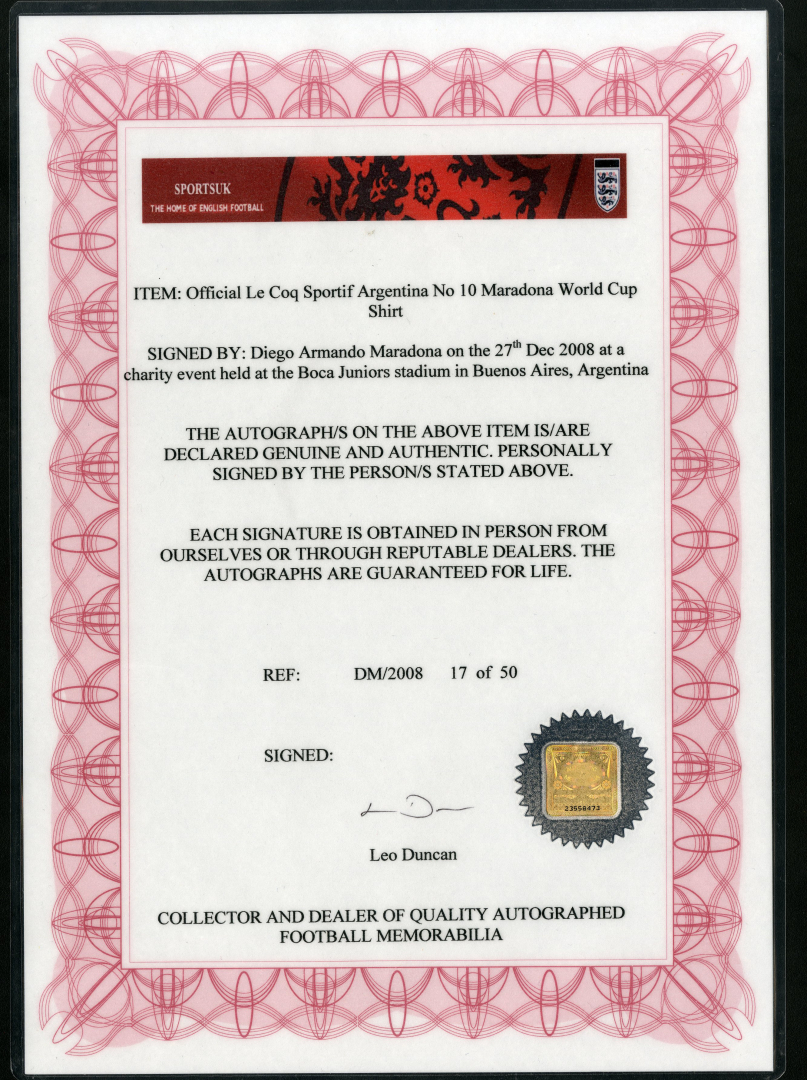 SPORTSUK
THE HOME OF ENGLISH FOOTBALL
ITEM: Official Le Coq Sportif Argentina No 10 Maradona World Cup
Shirt
SIGNED BY: Diego Armando Maradona on the 27th Dec 2008 at a
charity event held at the Boca Juniors stadium in Buenos Aires, Argentina
THE AUTOGRAPH/S ON THE ABOVE ITEM IS/ARE
DECLARED GENUINE AND AUTHENTIC. PERSONALLY
SIGNED BY THE PERSON/S STATED ABOVE.
EACH SIGNATURE IS OBTAINED IN PERSON FROM
OURSELVES OR THROUGH REPUTABLE DEALERS. THE
AUTOGRAPHS ARE GUARANTEED FOR LIFE.
REF: DM/2008 17 of 50
SIGNED:
23558473
Leo Duncan
COLLECTOR AND DEALER OF QUALITY AUTOGRAPHED
FOOTBALL MEMORABILIA